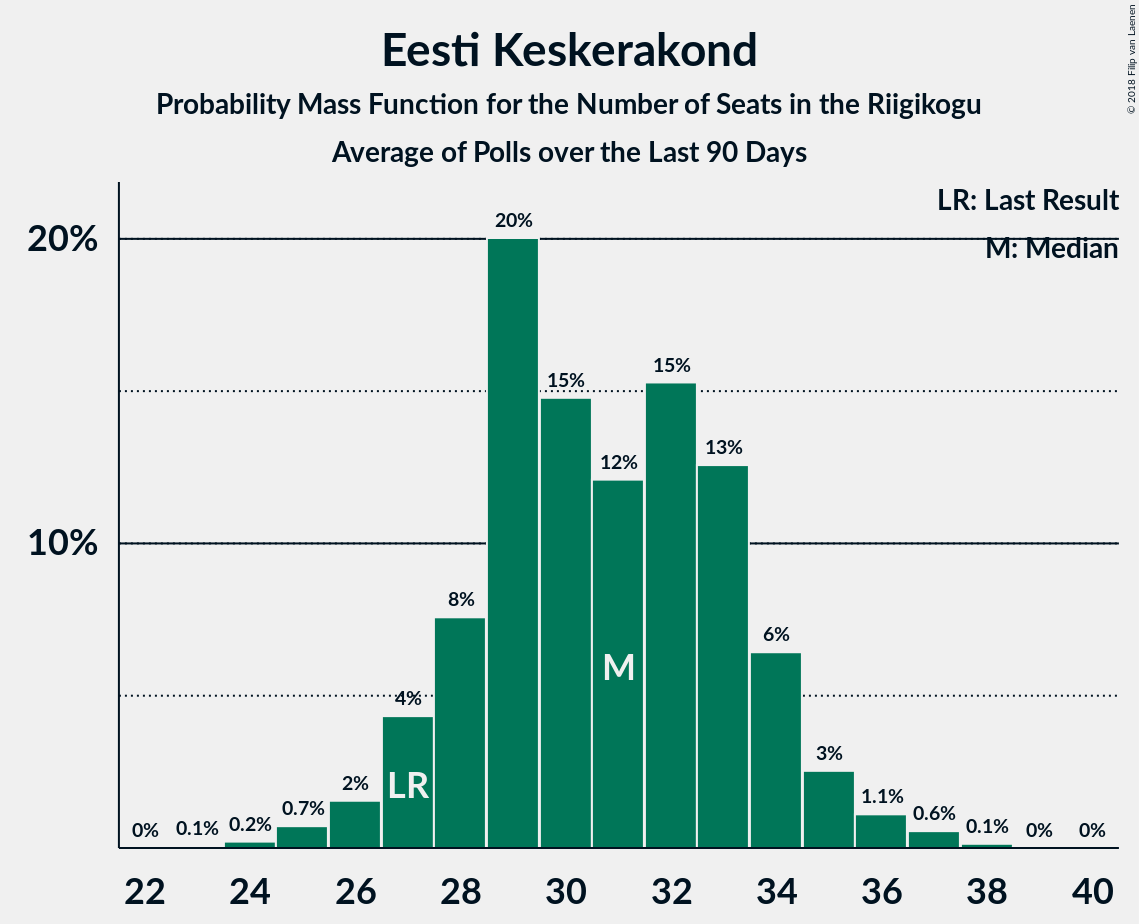 Eesti Keskerakond
Probability Mass Function for the Number of Seats in the Riigikogu
Average of Polls over the Last 90 Days
© 2018 Filip van Laenen
LR: Last Result
M: Median
20%
10%
0%
0.1%
0.2%
0.7%
2%
4%
8%
20%
15%
12%
15%
13%
6%
3%
1.1%
0.6%
0.1%
0%
0%
LR
M
22 24 26 28 30 32 34 36 38 40